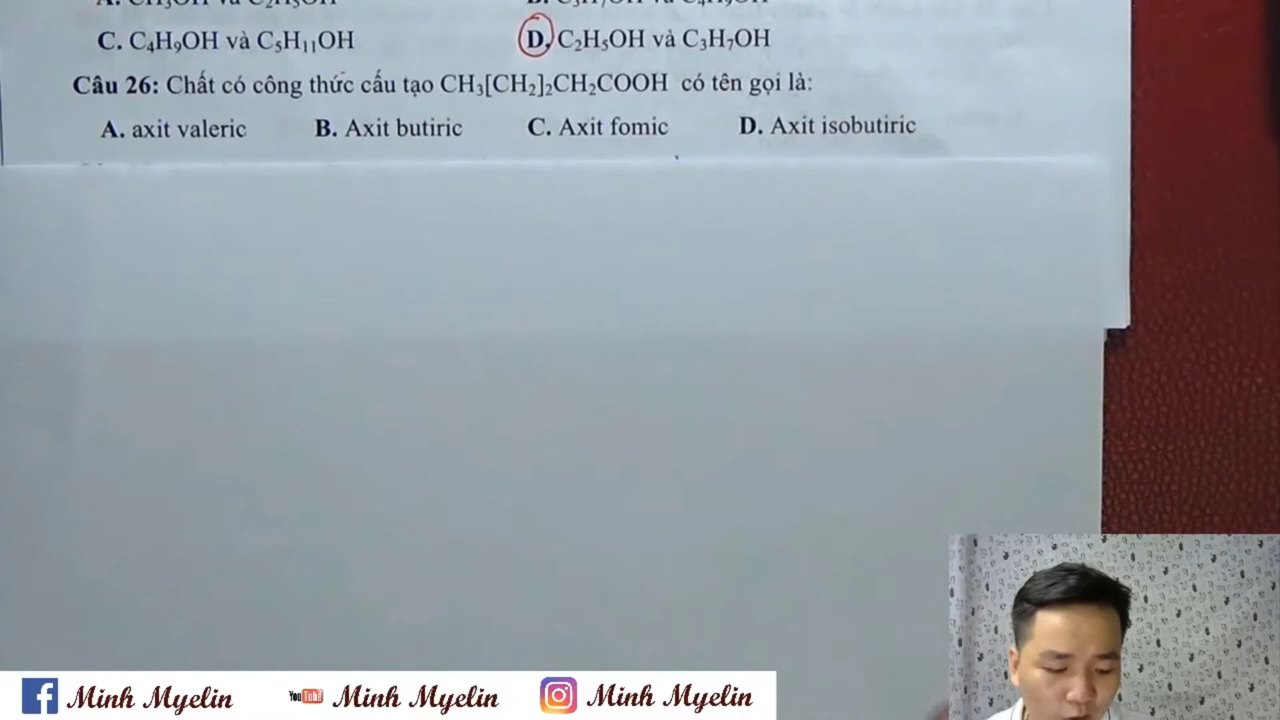 C. C₄H₉OH và C₅H₁₁OH
D. C₂H₅OH và C₃H₇OH
Câu 26: Chất có công thức cấu tạo CH₃[CH₂]₂CH₂COOH có tên gọi là:
A. axit valeric B. Axit butiric C. Axit fomic D. Axit isobutiric
Minh Myelin YouTube Minh Myelin Minh Myelin